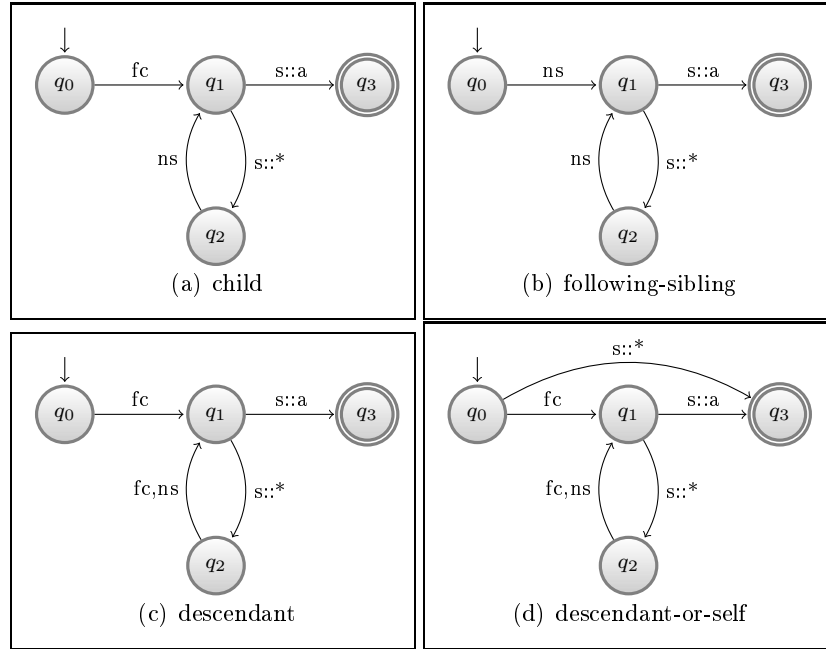 q0 fc q1 s::a q3
ns s::*
q2
(a) child
q0 ns q1 s::a q3
ns s::*
q2
(b) following-sibling
q0 fc q1 s::a q3
fc,ns s::*
q2
(c) descendant
s::*
q0 fc q1 s::a q3
fc,ns s::*
q2
(d) descendant-or-self